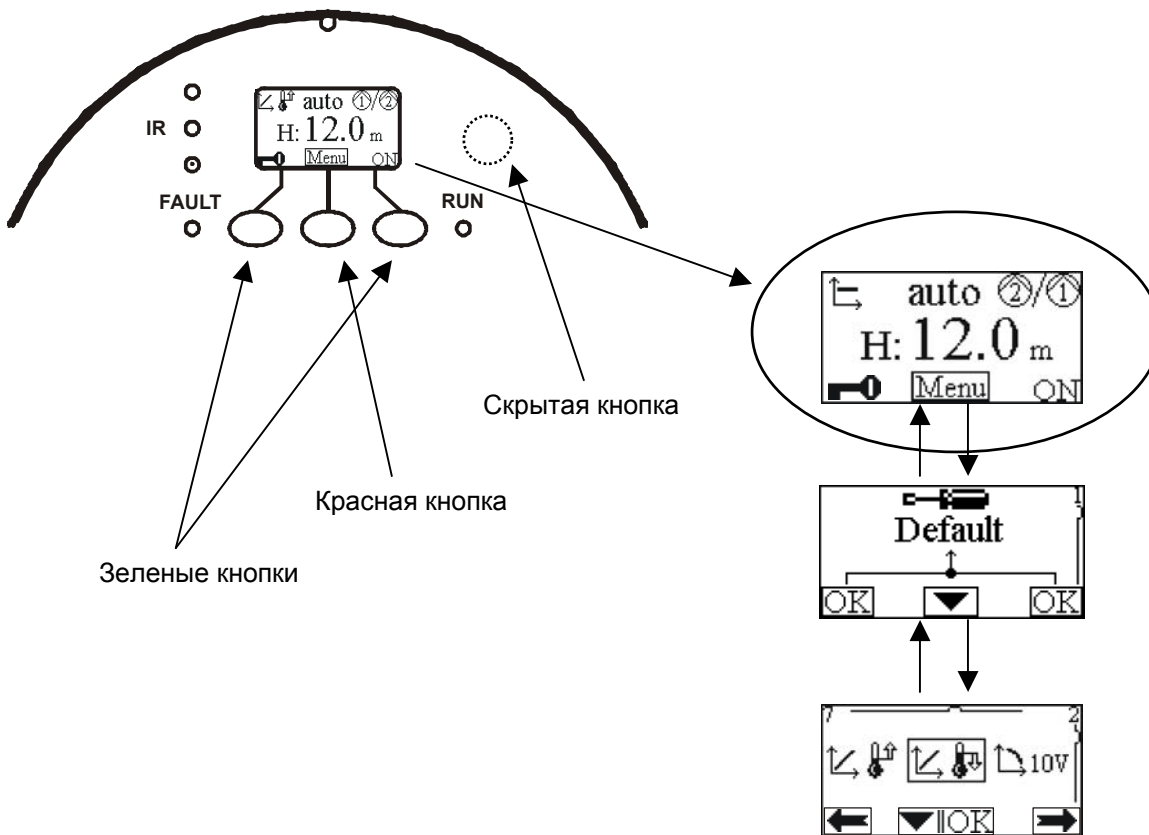 auto ①/②
H: 12.0 m
Menu ON
IR
FAULT
RUN
Скрытая кнопка
Красная кнопка
Зеленые кнопки
auto ②/①
H: 12.0 m
Menu ON
1
Default
OK OK
7 2
10V
OK